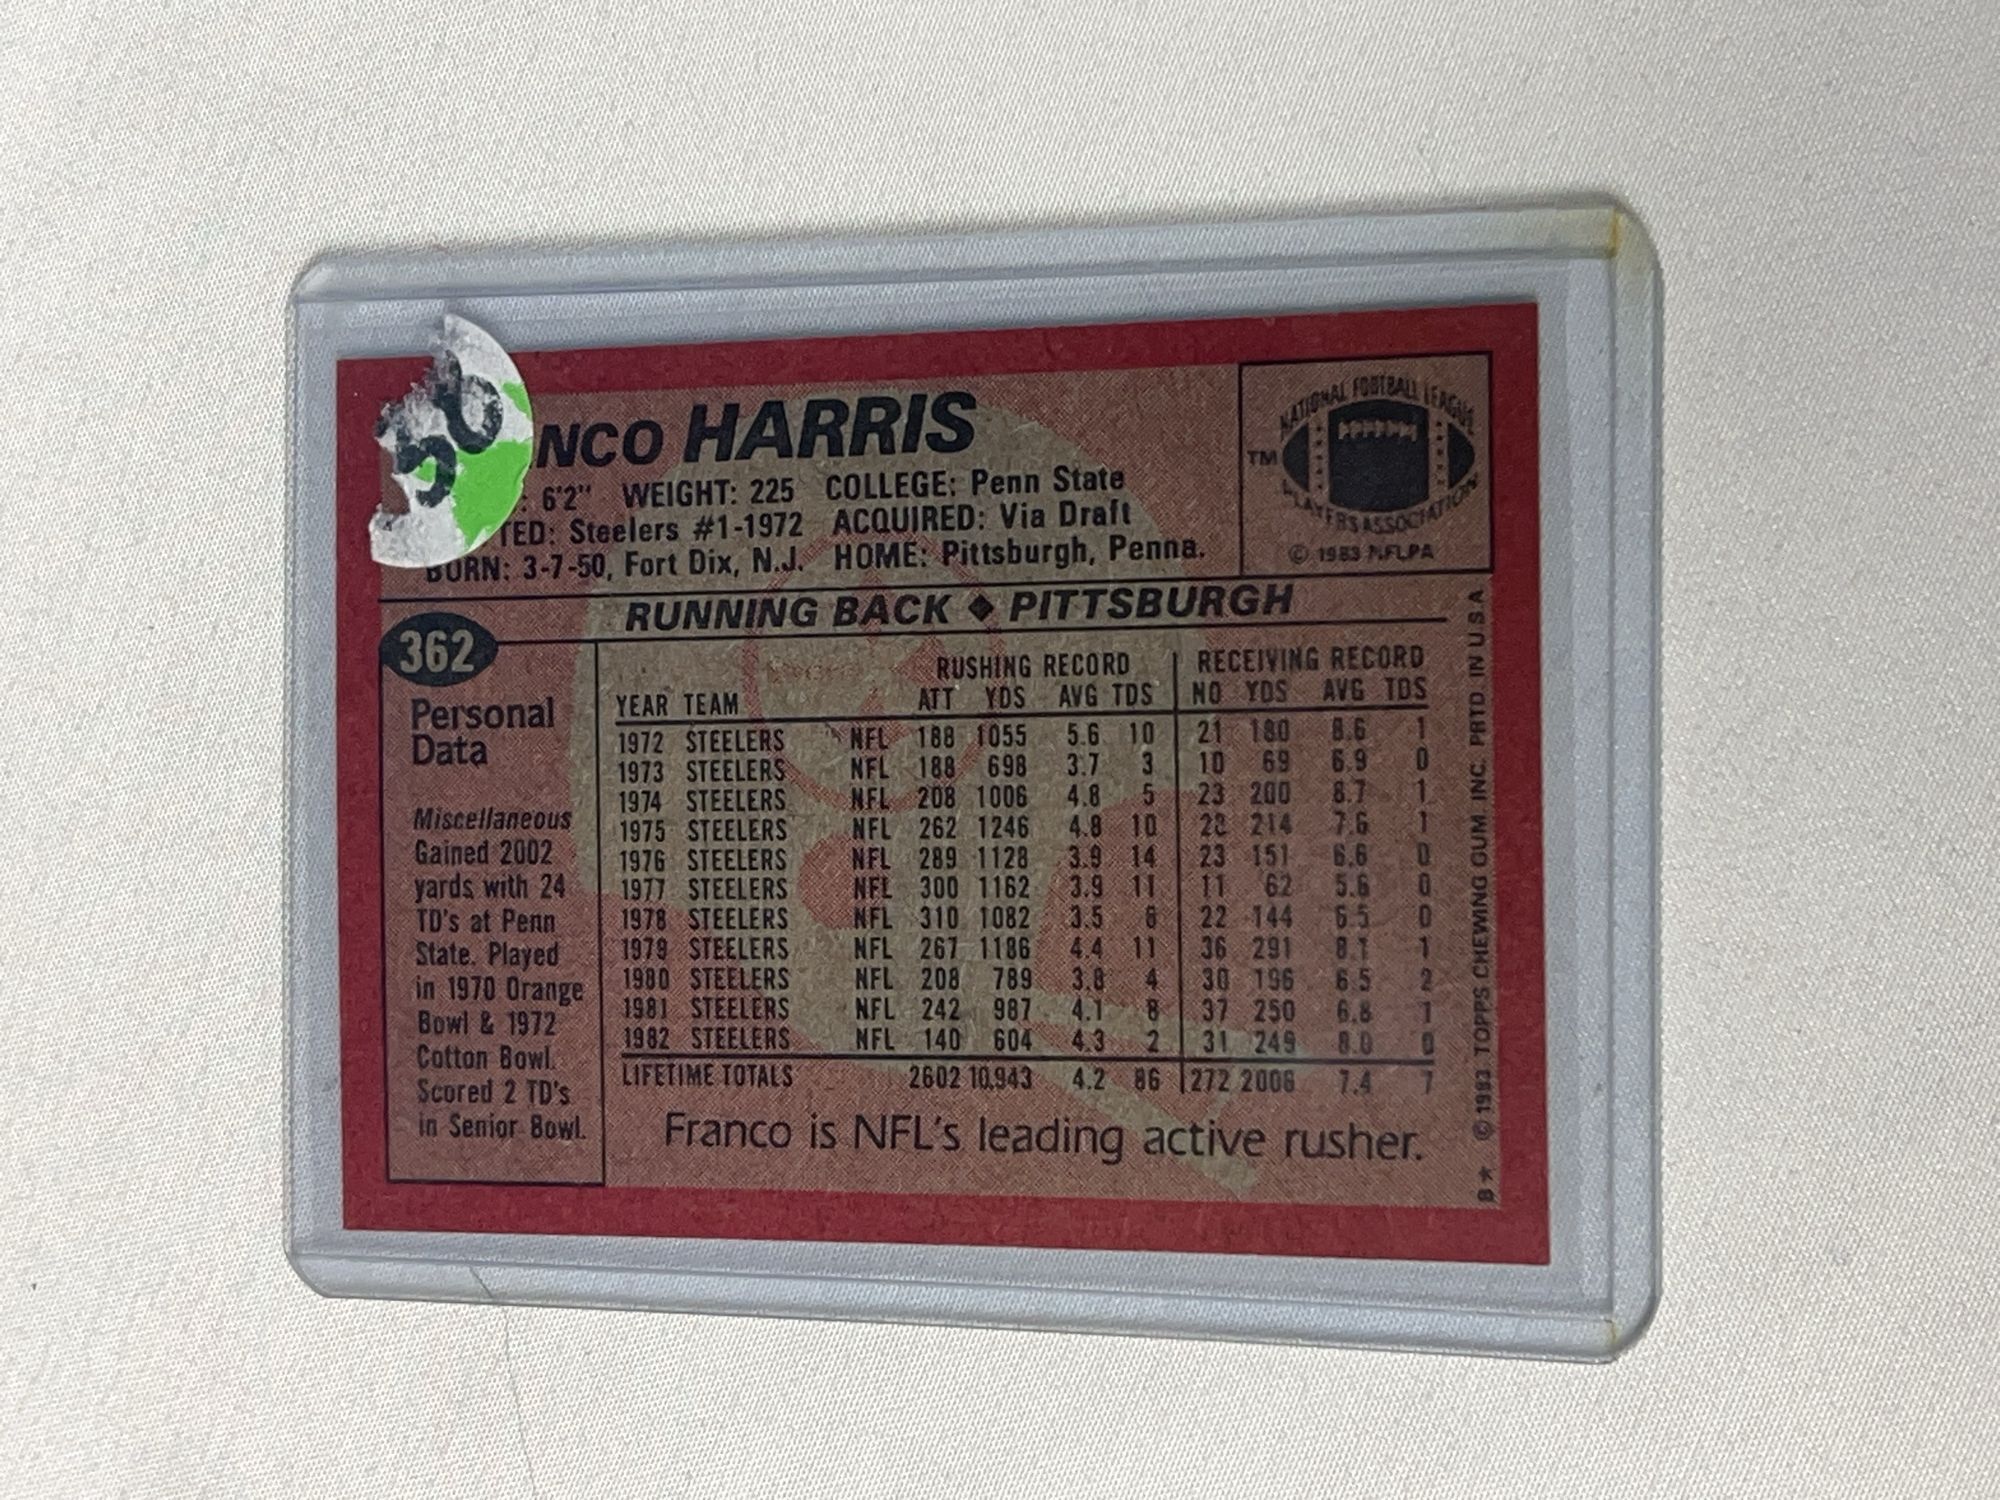 .50
NCO HARRIS
: 6'2" WEIGHT: 225 COLLEGE: Penn State
TED: Steelers #1-1972 ACQUIRED: Via Draft
BORN: 3-7-50, Fort Dix, N.J. HOME: Pittsburgh, Penna.
NATIONAL FOOTBALL LEAGUE
TM
PLAYERS ASSOCIATION
© 1983 NFLPA
RUNNING BACK ◆ PITTSBURGH
362
Personal
Data
Miscellaneous
Gained 2002
yards with 24
TD's at Penn
State. Played
in 1970 Orange
Bowl & 1972
Cotton Bowl.
Scored 2 TD's
in Senior Bowl.
RUSHING RECORD RECEIVING RECORD
YEAR TEAM ATT YDS AVG TDS NO YDS AVG TDS
1972 STEELERS NFL 188 1055 5.6 10 21 180 8.6 1
1973 STEELERS NFL 188 698 3.7 3 10 69 6.9 0
1974 STEELERS NFL 208 1006 4.8 5 23 200 8.7 1
1975 STEELERS NFL 262 1246 4.8 10 28 214 7.6 1
1976 STEELERS NFL 289 1128 3.9 14 23 151 6.6 0
1977 STEELERS NFL 300 1162 3.9 11 11 62 5.6 0
1978 STEELERS NFL 310 1082 3.5 8 22 144 6.5 0
1979 STEELERS NFL 267 1186 4.4 11 36 291 8.1 1
1980 STEELERS NFL 208 789 3.8 4 30 196 6.5 2
1981 STEELERS NFL 242 987 4.1 8 37 250 6.8 1
1982 STEELERS NFL 140 604 4.3 2 31 249 8.0 0
LIFETIME TOTALS 2602 10,943 4.2 86 272 2006 7.4 7
Franco is NFL's leading active rusher.
B★ © 1983 TOPPS CHEWING GUM, INC. PRTD. IN U.S.A.